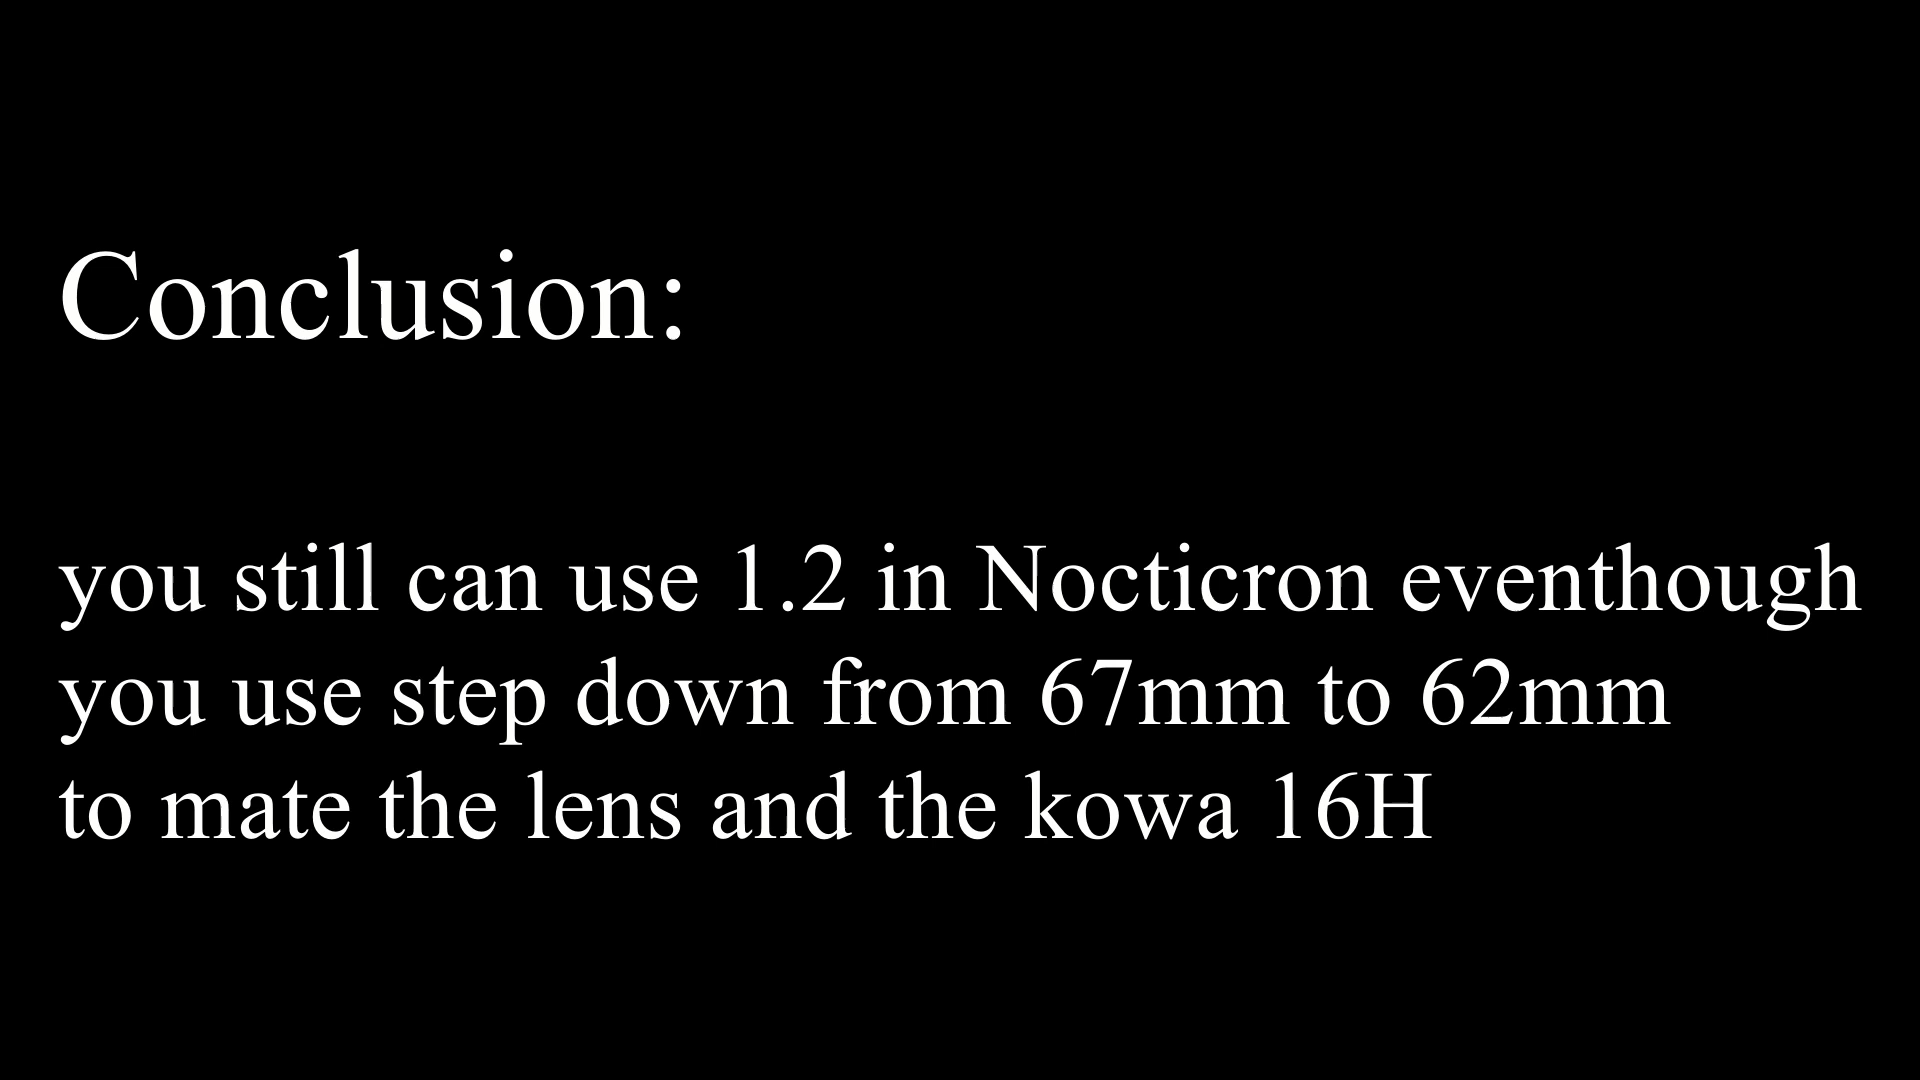 Conclusion:
you still can use 1.2 in Nocticron eventhough
you use step down from 67mm to 62mm
to mate the lens and the kowa 16H